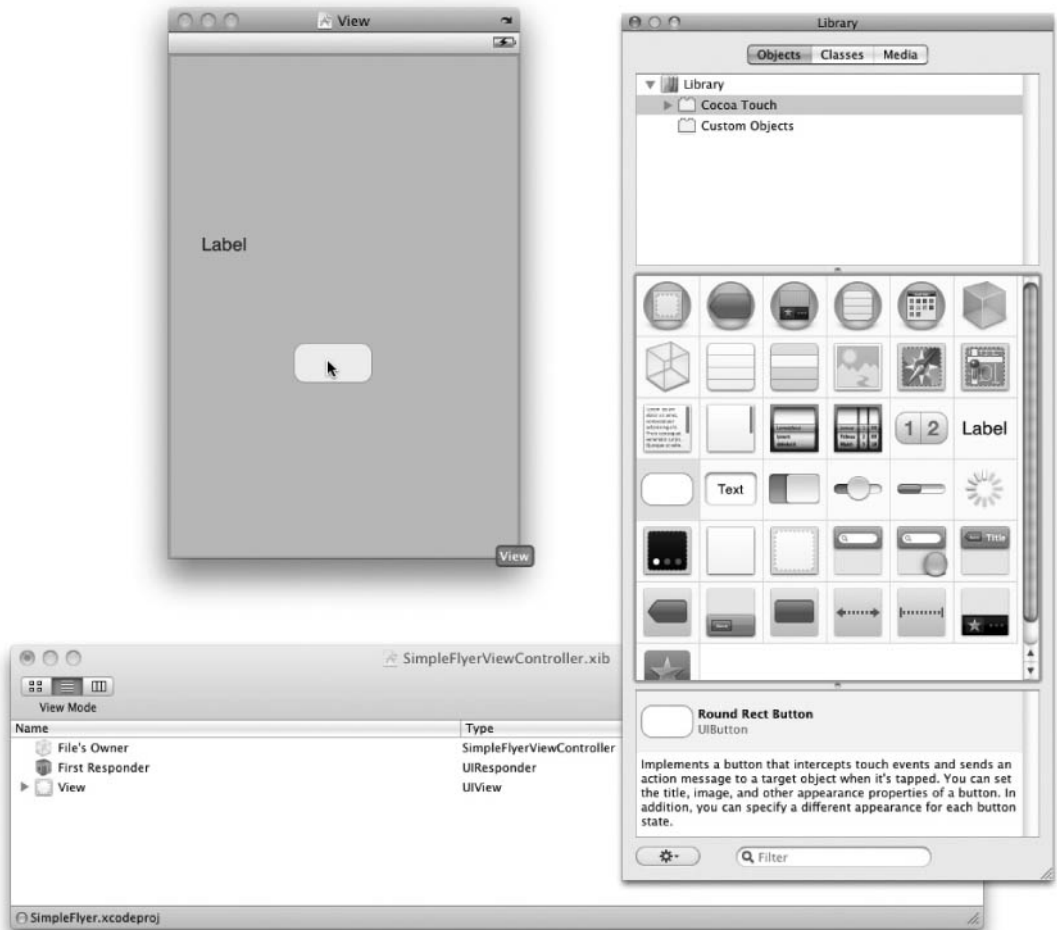 View
Label
View
Library
Objects Classes Media
Library
Cocoa Touch
Custom Objects
1 2
Label
Text
Title
Round Rect Button
UIButton
Implements a button that intercepts touch events and sends an
action message to a target object when it's tapped. You can set
the title, image, and other appearance properties of a button. In
addition, you can specify a different appearance for each button
state.
Filter
SimpleFlyerViewController.xib
View Mode
Name Type
File's Owner SimpleFlyerViewController
First Responder UIResponder
View UIView
SimpleFlyer.xcodeproj